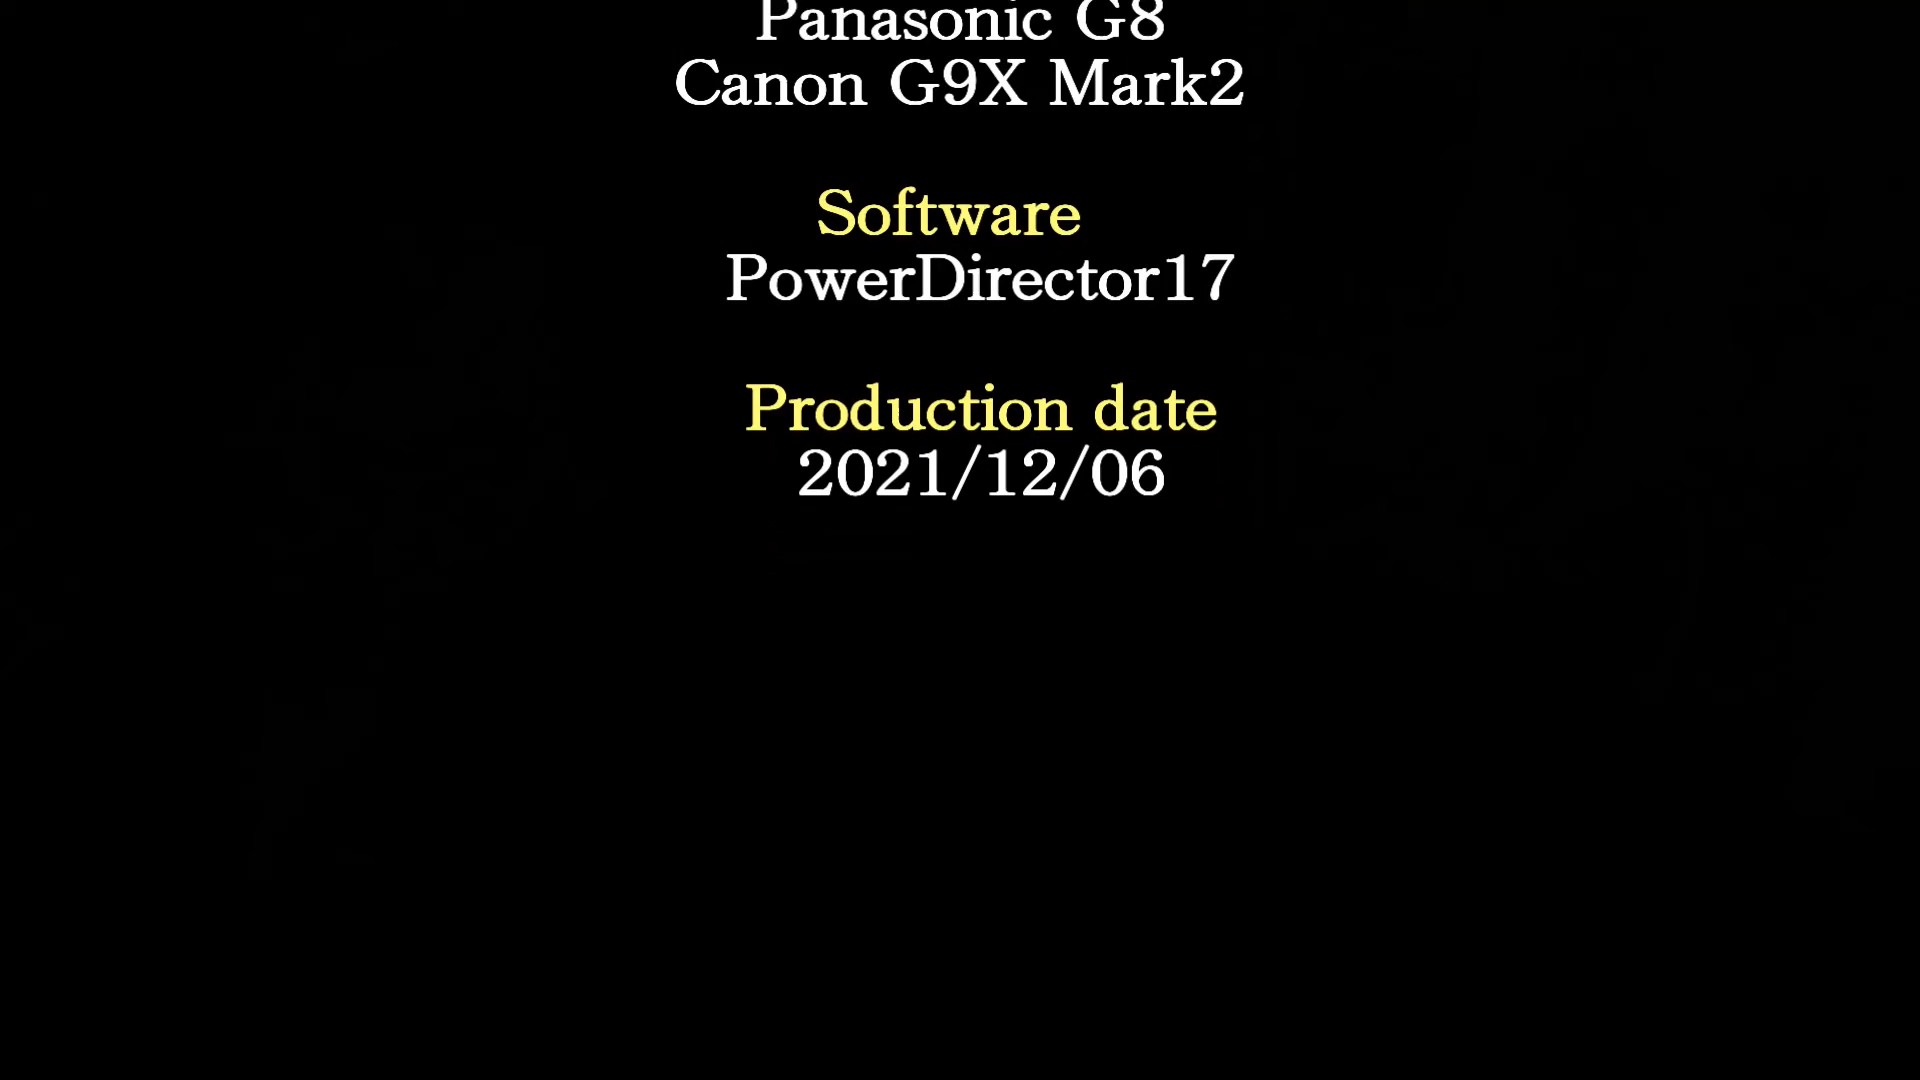 Panasonic G8
Canon G9X Mark2
Software
PowerDirector17
Production date
2021/12/06